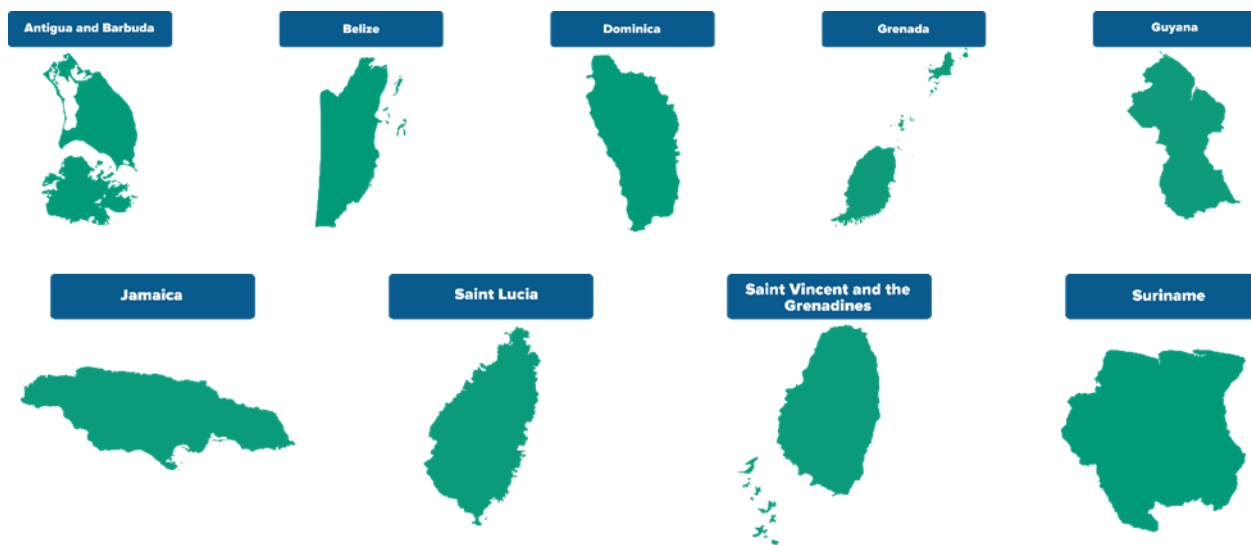 Antigua and Barbuda
Belize
Dominica
Grenada
Guyana
Jamaica
Saint Lucia
Saint Vincent and the
Grenadines
Suriname